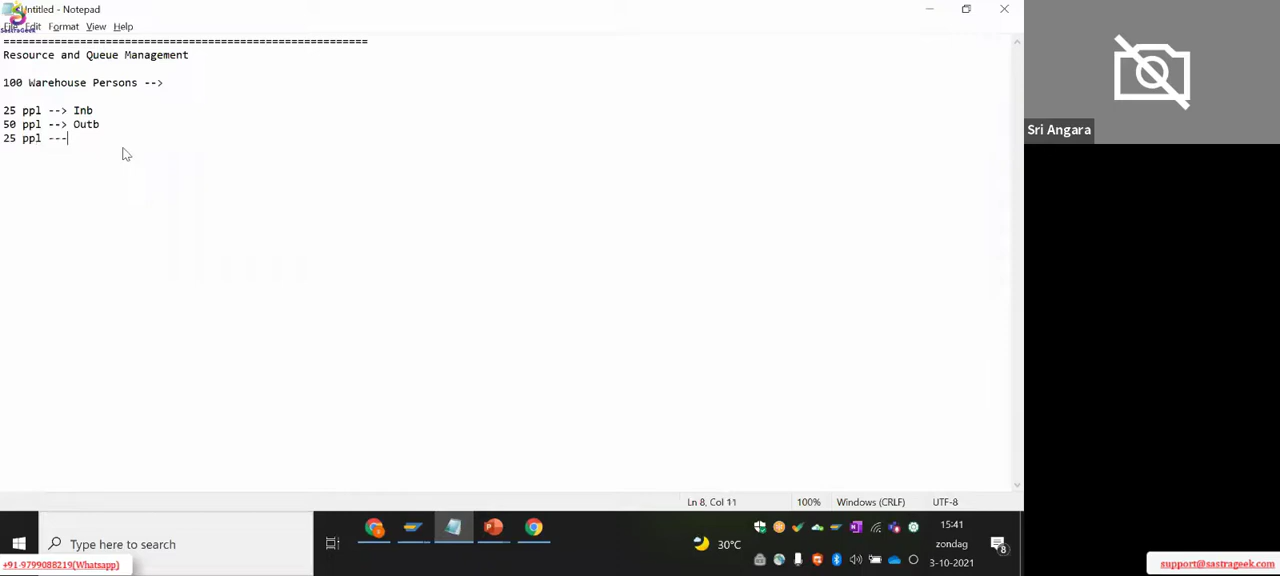 Untitled - Notepad
File Edit Format View Help
SASTRAGEEK
=========================================================
Resource and Queue Management
100 Warehouse Persons -->
25 ppl --> Inb
50 ppl --> Outb
25 ppl ---
Sri Angara
Ln 8, Col 11
100%
Windows (CRLF)
UTF-8
Type here to search
30°C
15:41
zondag
3-10-2021
8
+91-9799088219(Whatsapp)
support@sastrageek.com